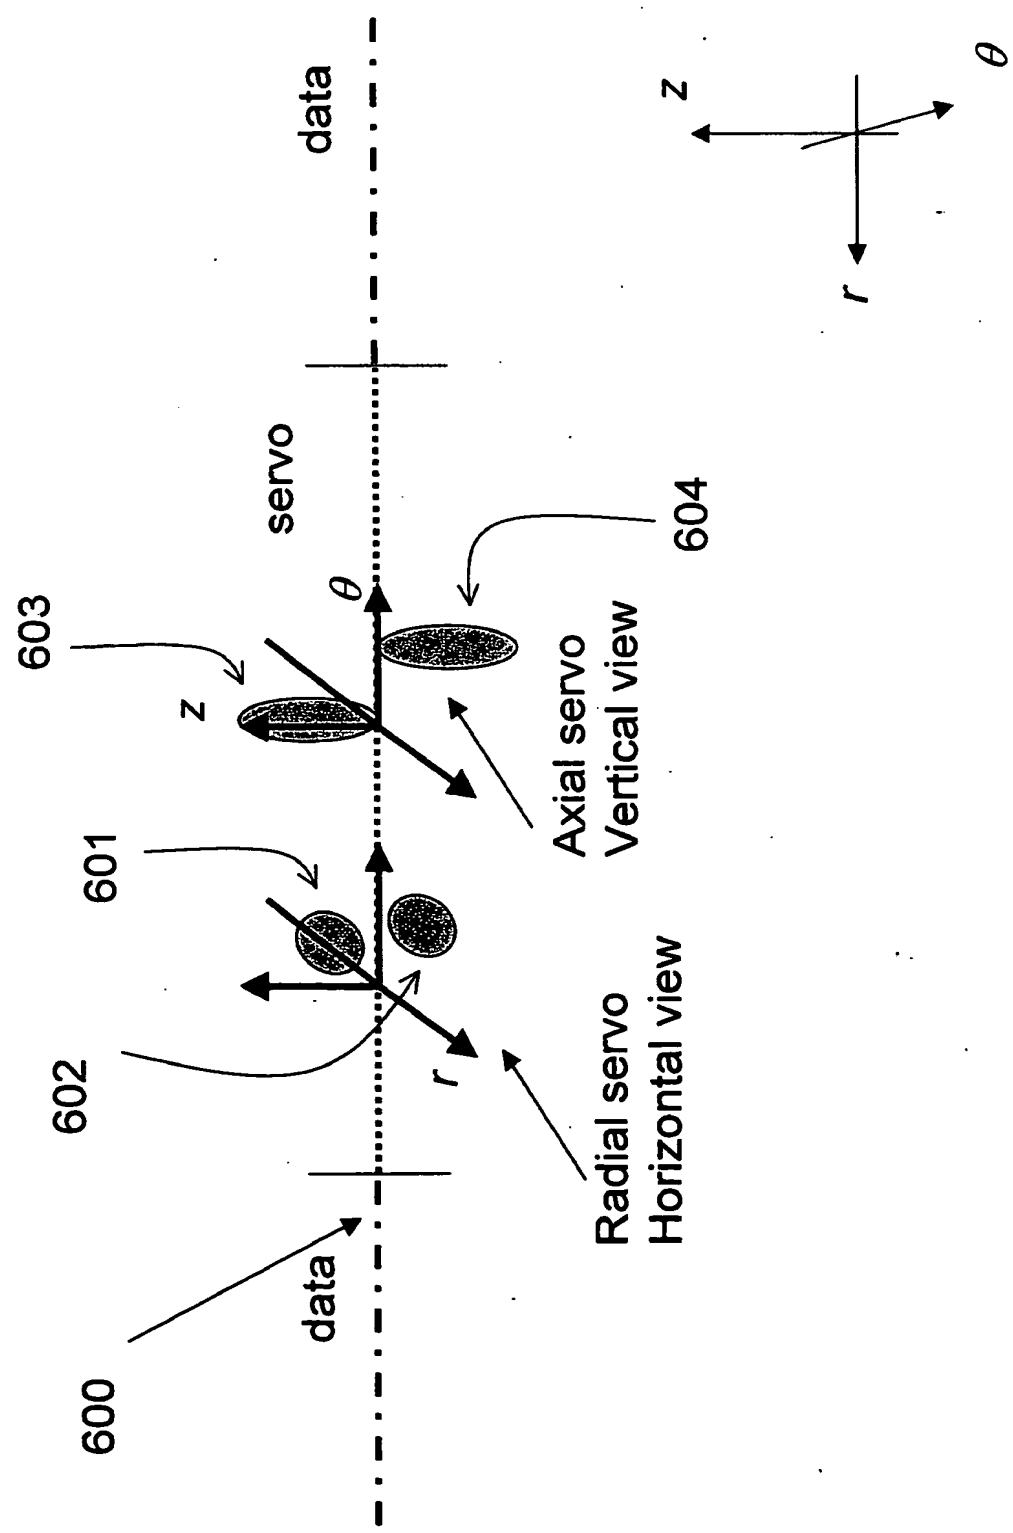 603
602
600
601
z
servo
data
data
θ
r
Axial servo
Vertical view
Radial servo
Horizontal view
604
z
r
θ